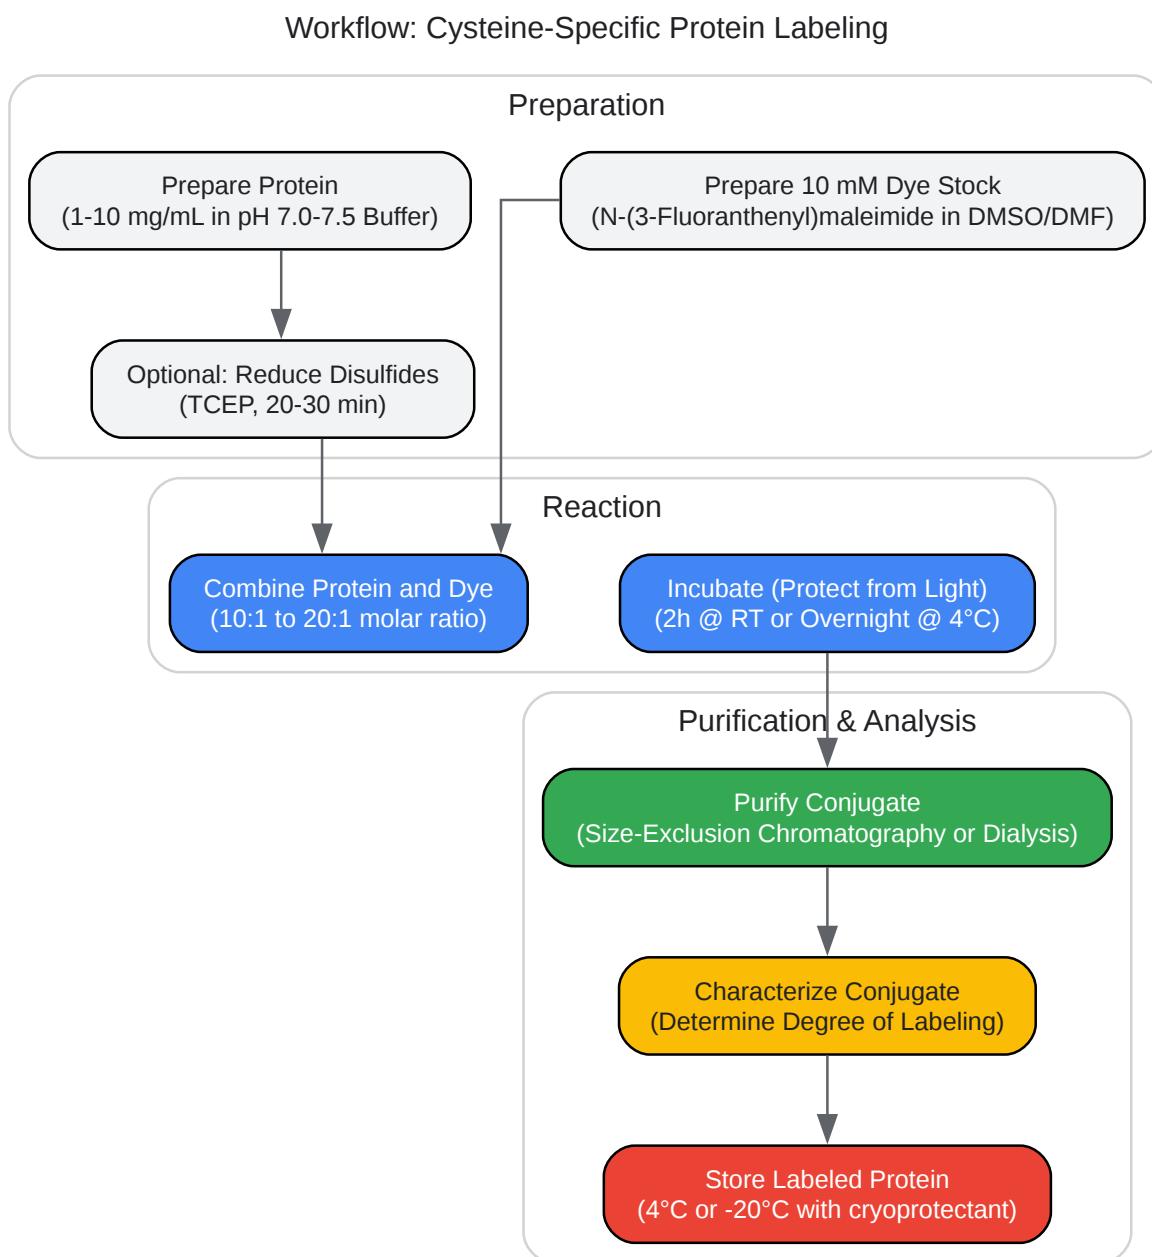 Workflow: Cysteine-Specific Protein Labeling
Preparation
Prepare Protein
(1-10 mg/mL in pH 7.0-7.5 Buffer)
Prepare 10 mM Dye Stock
(N-(3-Fluoranthenyl)maleimide in DMSO/DMF)
Optional: Reduce Disulfides
(TCEP, 20-30 min)
Reaction
Combine Protein and Dye
(10:1 to 20:1 molar ratio)
Incubate (Protect from Light)
(2h @ RT or Overnight @ 4°C)
Purification & Analysis
Purify Conjugate
(Size-Exclusion Chromatography or Dialysis)
Characterize Conjugate
(Determine Degree of Labeling)
Store Labeled Protein
(4°C or -20°C with cryoprotectant)